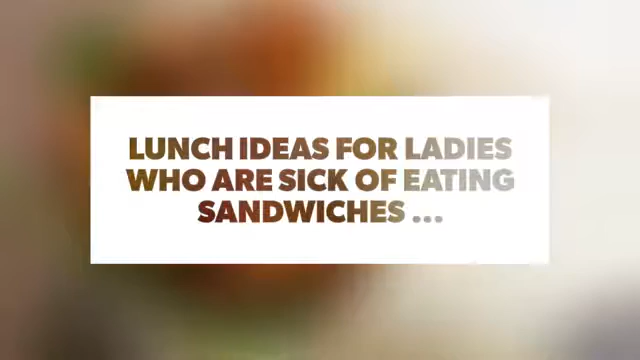 LUNCH IDEAS FOR LADIES
WHO ARE SICK OF EATING
SANDWICHES ...